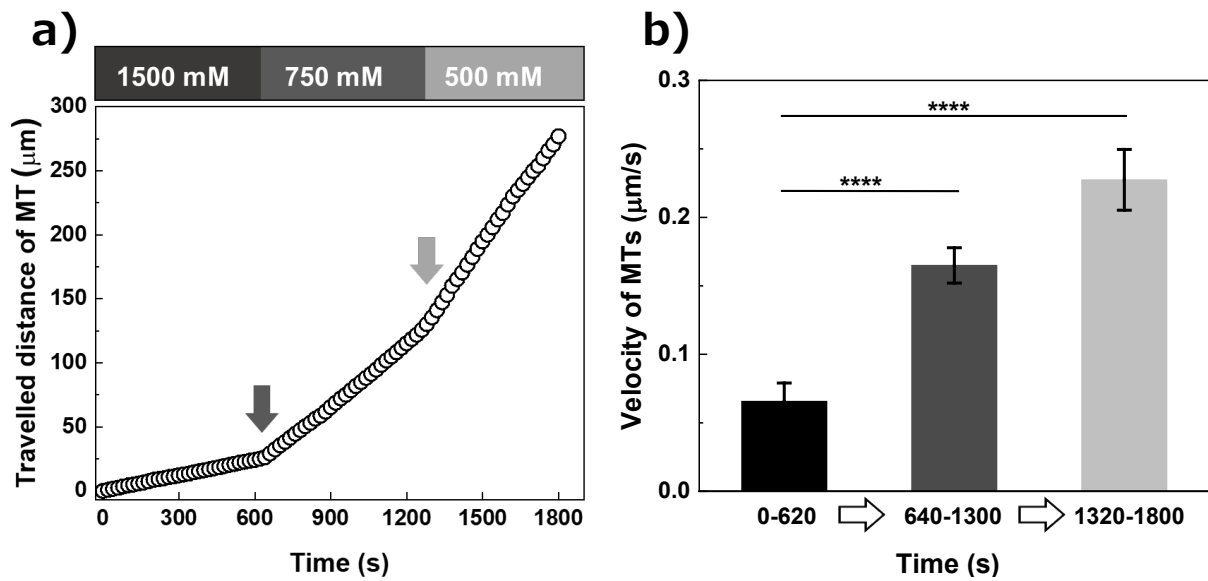 a)
1500 mM 750 mM 500 mM
Travelled distance of MT (μm)
300
250
200
150
100
50
0
0 300 600 900 1200 1500 1800
Time (s)
b)
Velocity of MTs (μm/s)
0.3
0.2
0.1
0.0
****
****
0-620 640-1300 1320-1800
Time (s)